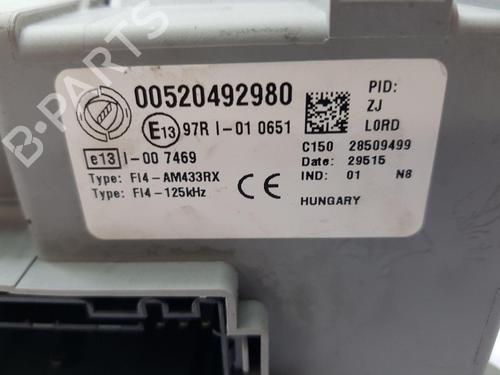 00520492980
PID:
ZJ
LORD
E13 97R I-01 0651
e13 I-00 7469
C150 28509499
Date: 29515
Type: FI4-AM433RX
IND: 01 N8
Type: FI4-125kHz
CE
HUNGARY
B-PARTS